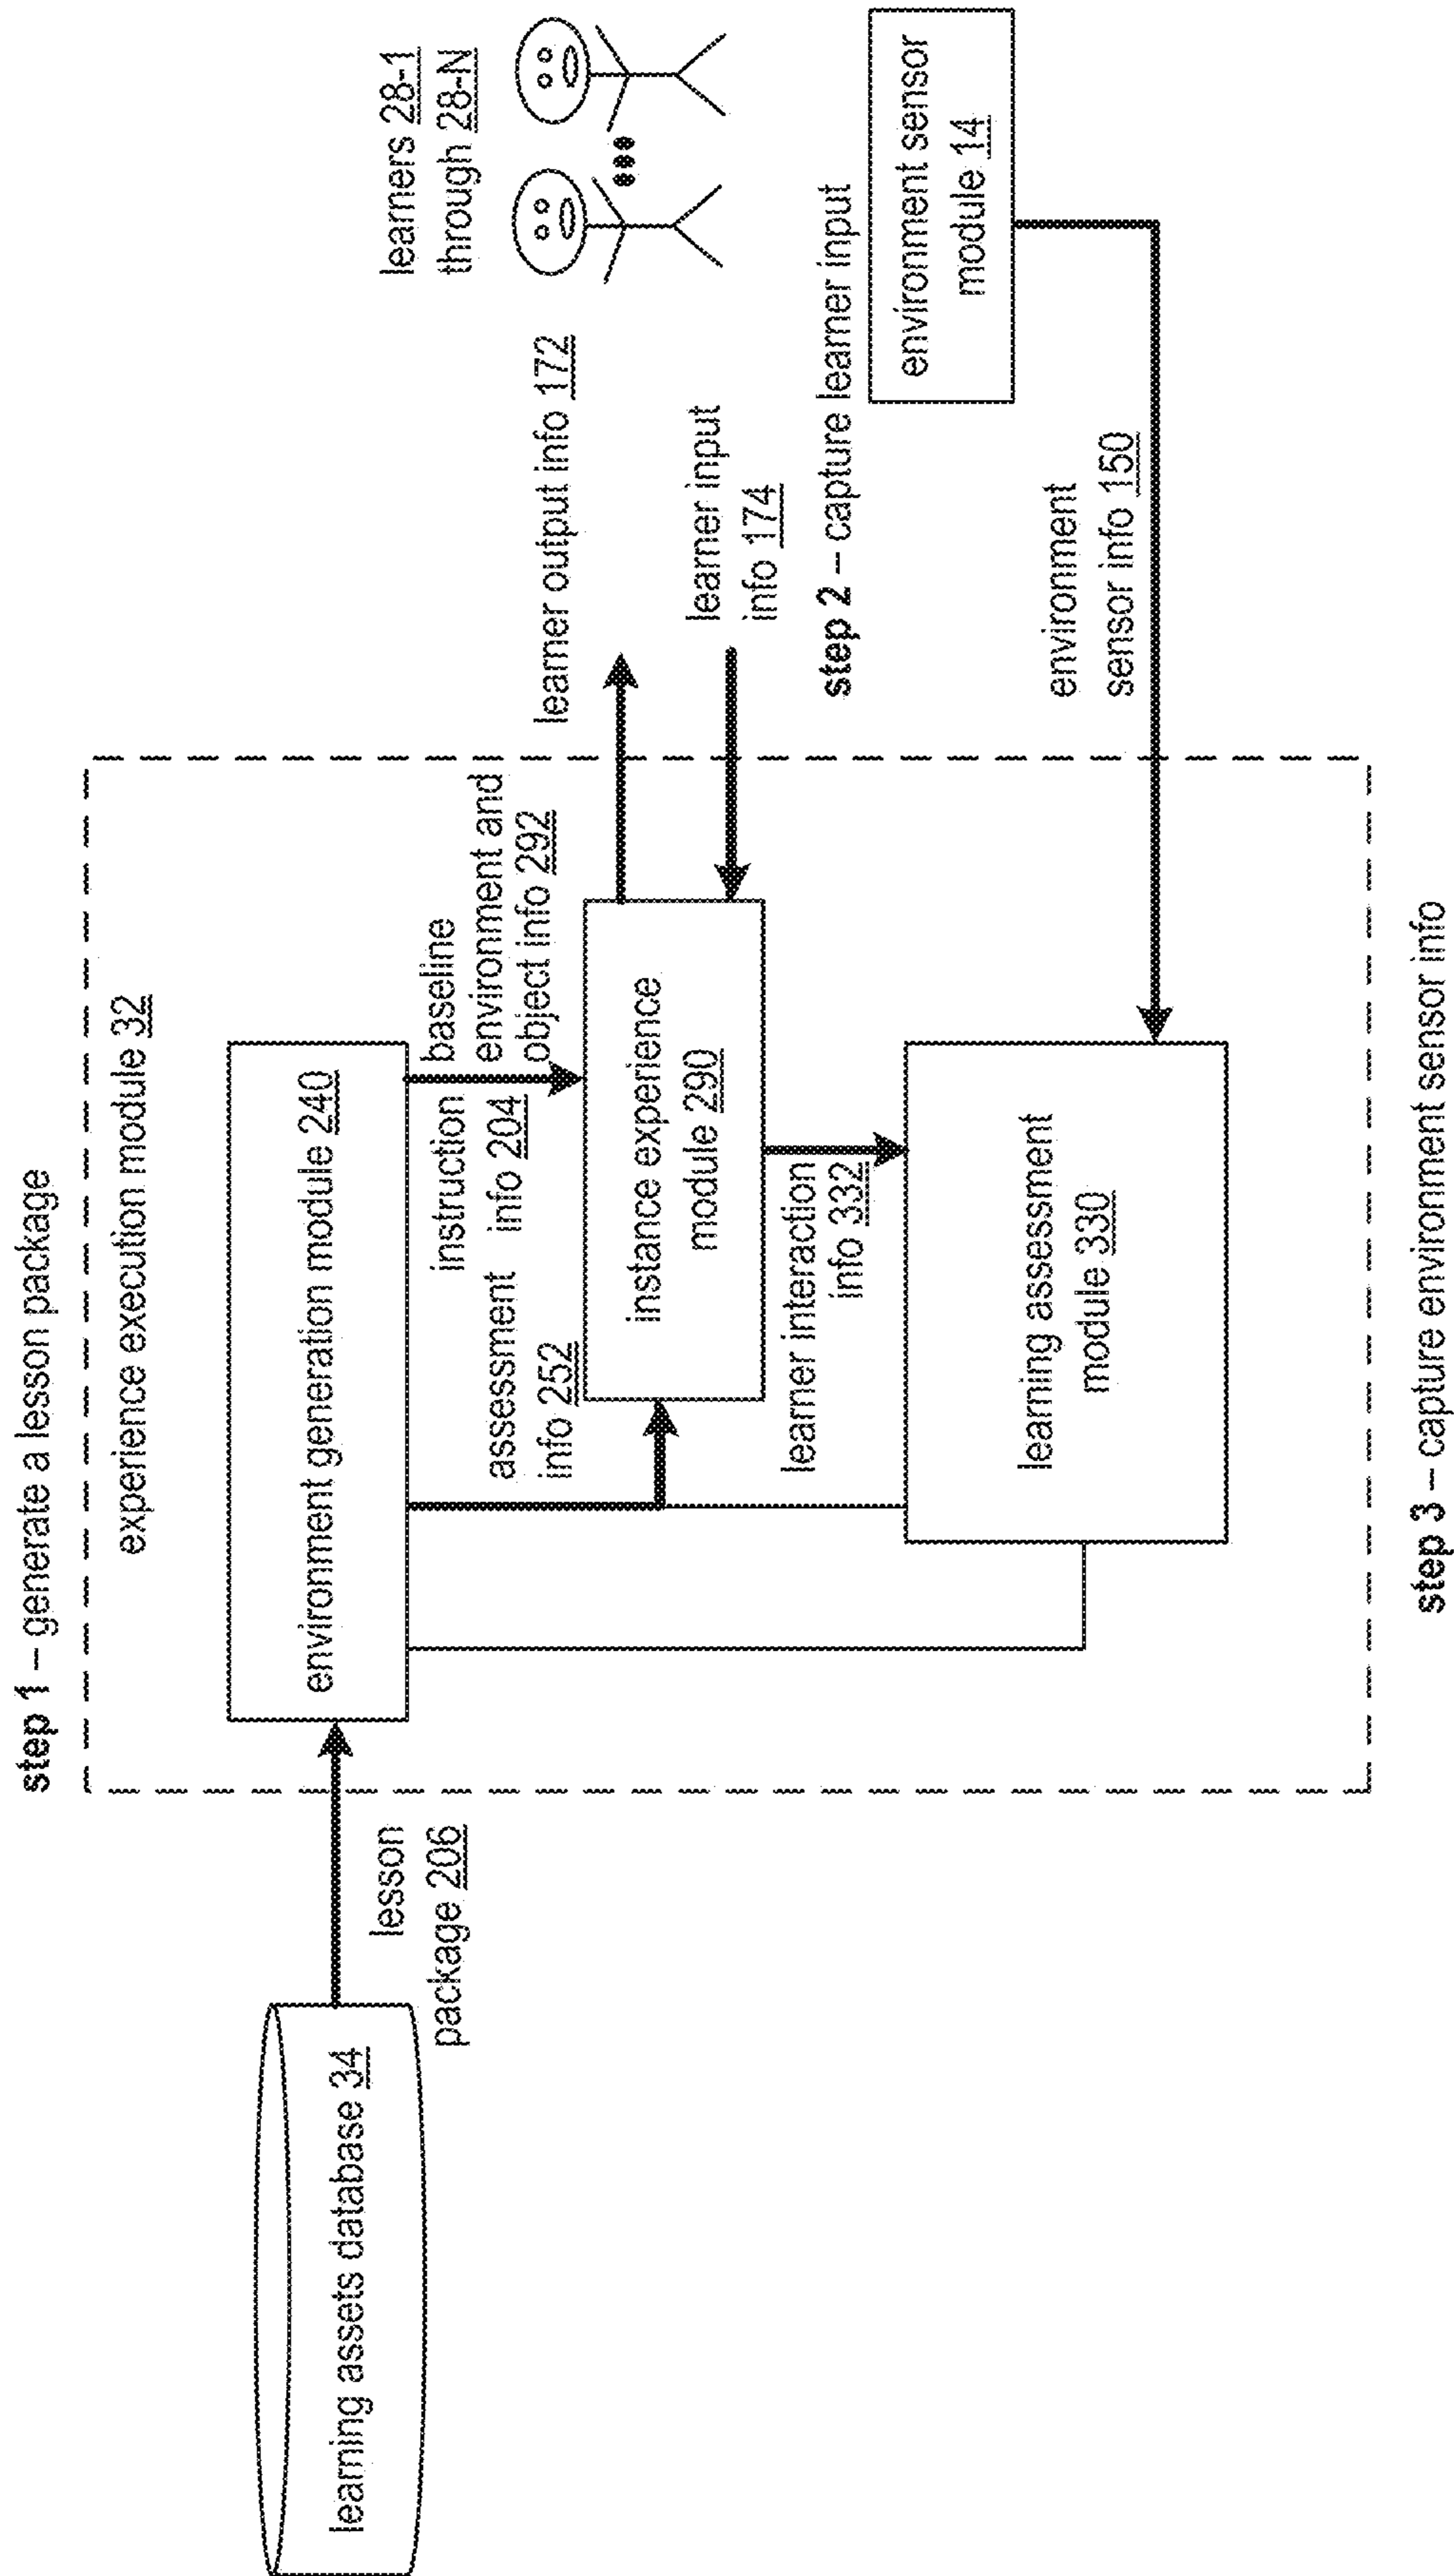 step 1 – generate a lesson package
experience execution module 32
learning assets database 34
lesson
package 206
environment generation module 240
baseline
environment and
object info 292
instruction
info 204
assessment
info 252
instance experience
module 290
learner interaction
info 332
learning assessment
module 330
learners 28-1
through 28-N
learner output info 172
learner input
info 174
step 2 – capture learner input
environment sensor
module 14
environment
sensor info 150
step 3 – capture environment sensor info